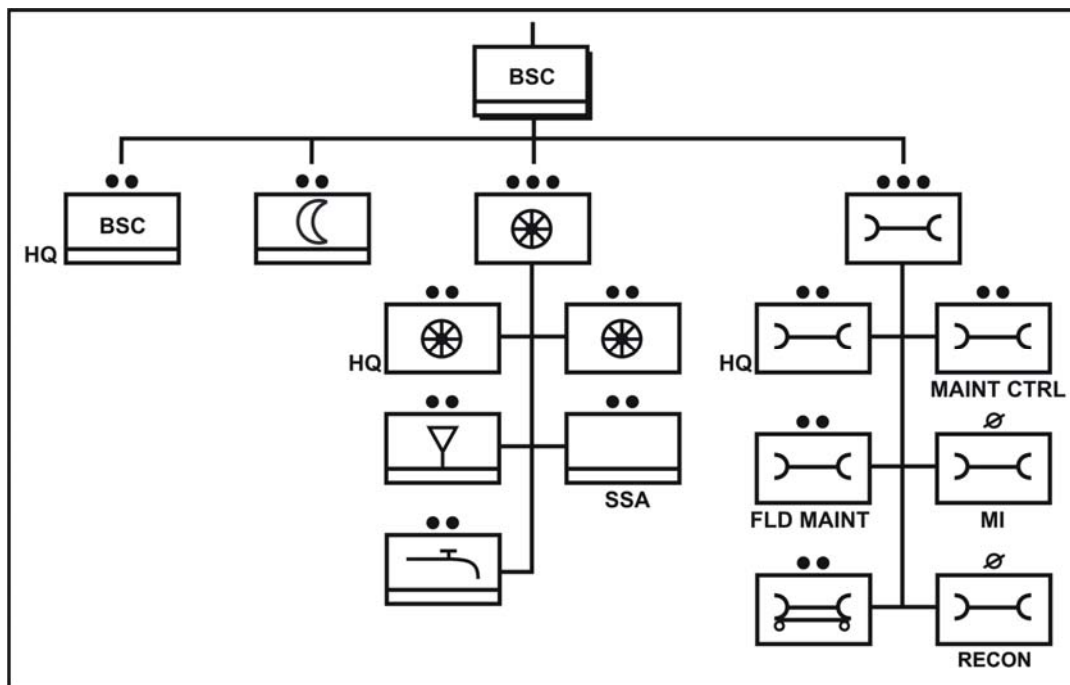 BSC
BSC
HQ
HQ
HQ
MAINT CTRL
SSA
FLD MAINT
MI
RECON